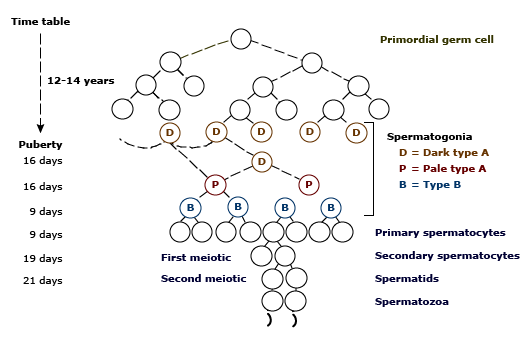 Time table
Primordial germ cell
12-14 years
D D D D D
Spermatogonia
Puberty
D = Dark type A
16 days
D
P = Pale type A
16 days
P P
B = Type B
9 days
B B B B
9 days
Primary spermatocytes
19 days
First meiotic
Secondary spermatocytes
21 days
Second meiotic
Spermatids
Spermatozoa